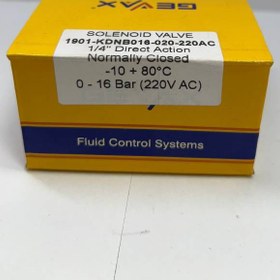 GEVAX
SOLENOID VALVE
1901-KDNB016-020-220AC
1/4" Direct Action
Normally Closed
-10 + 80°C
0 - 16 Bar (220V AC)
Fluid Control Systems